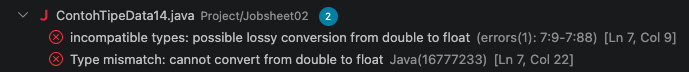 J ContohTipeData14.java Project/Jobsheet02 2
incompatible types: possible lossy conversion from double to float (errors(1): 7:9-7:88) [Ln 7, Col 9]
Type mismatch: cannot convert from double to float Java(16777233) [Ln 7, Col 22]